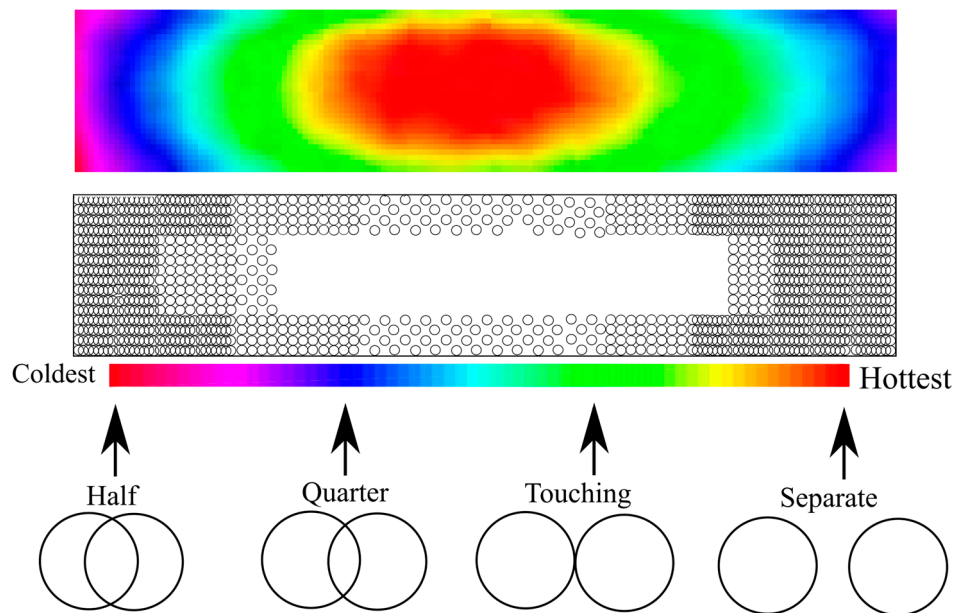 Coldest
Hottest
Half
Quarter
Touching
Separate